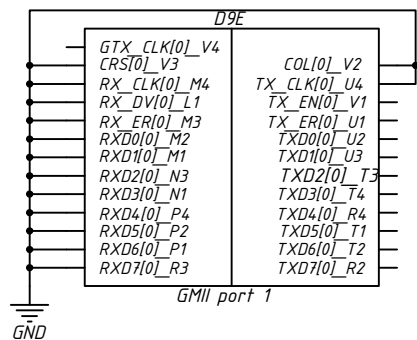 D9E
GTX_CLK[0]_V4
CRS[0]_V3
RX_CLK[0]_M4
RX_DV[0]_L1
RX_ER[0]_M3
RXD0[0]_M2
RXD1[0]_M1
RXD2[0]_N3
RXD3[0]_N1
RXD4[0]_P4
RXD5[0]_P2
RXD6[0]_P1
RXD7[0]_R3
COL[0]_V2
TX_CLK[0]_U4
TX_EN[0]_V1
TX_ER[0]_U1
TXD0[0]_U2
TXD1[0]_U3
TXD2[0]_T3
TXD3[0]_T4
TXD4[0]_R4
TXD5[0]_T1
TXD6[0]_T2
TXD7[0]_R2
GMII port 1
GND